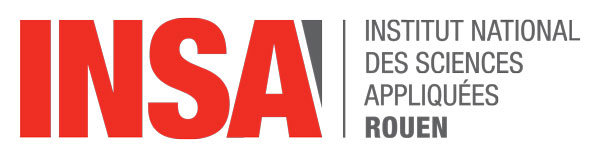 INSA
INSTITUT NATIONAL
DES SCIENCES
APPLIQUÉES
ROUEN